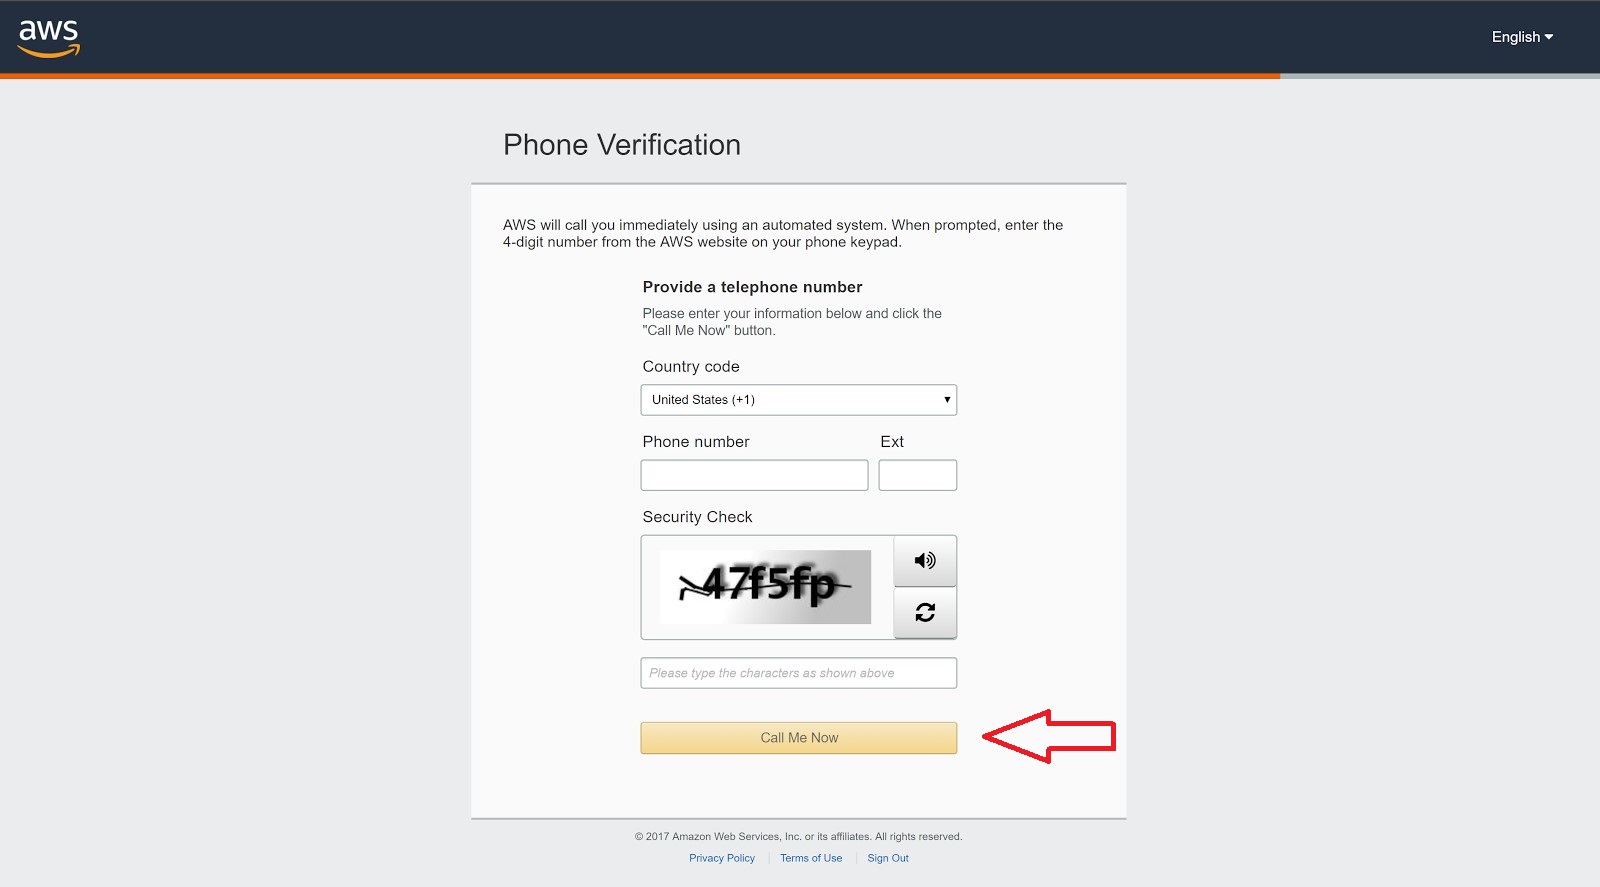 aws
English
Phone Verification
AWS will call you immediately using an automated system. When prompted, enter the
4-digit number from the AWS website on your phone keypad.
Provide a telephone number
Please enter your information below and click the
"Call Me Now" button.
Country code
United States (+1)
Phone number Ext
Security Check
47f5fp
Please type the characters as shown above
Call Me Now
© 2017 Amazon Web Services, Inc. or its affiliates. All rights reserved.
Privacy Policy Terms of Use Sign Out